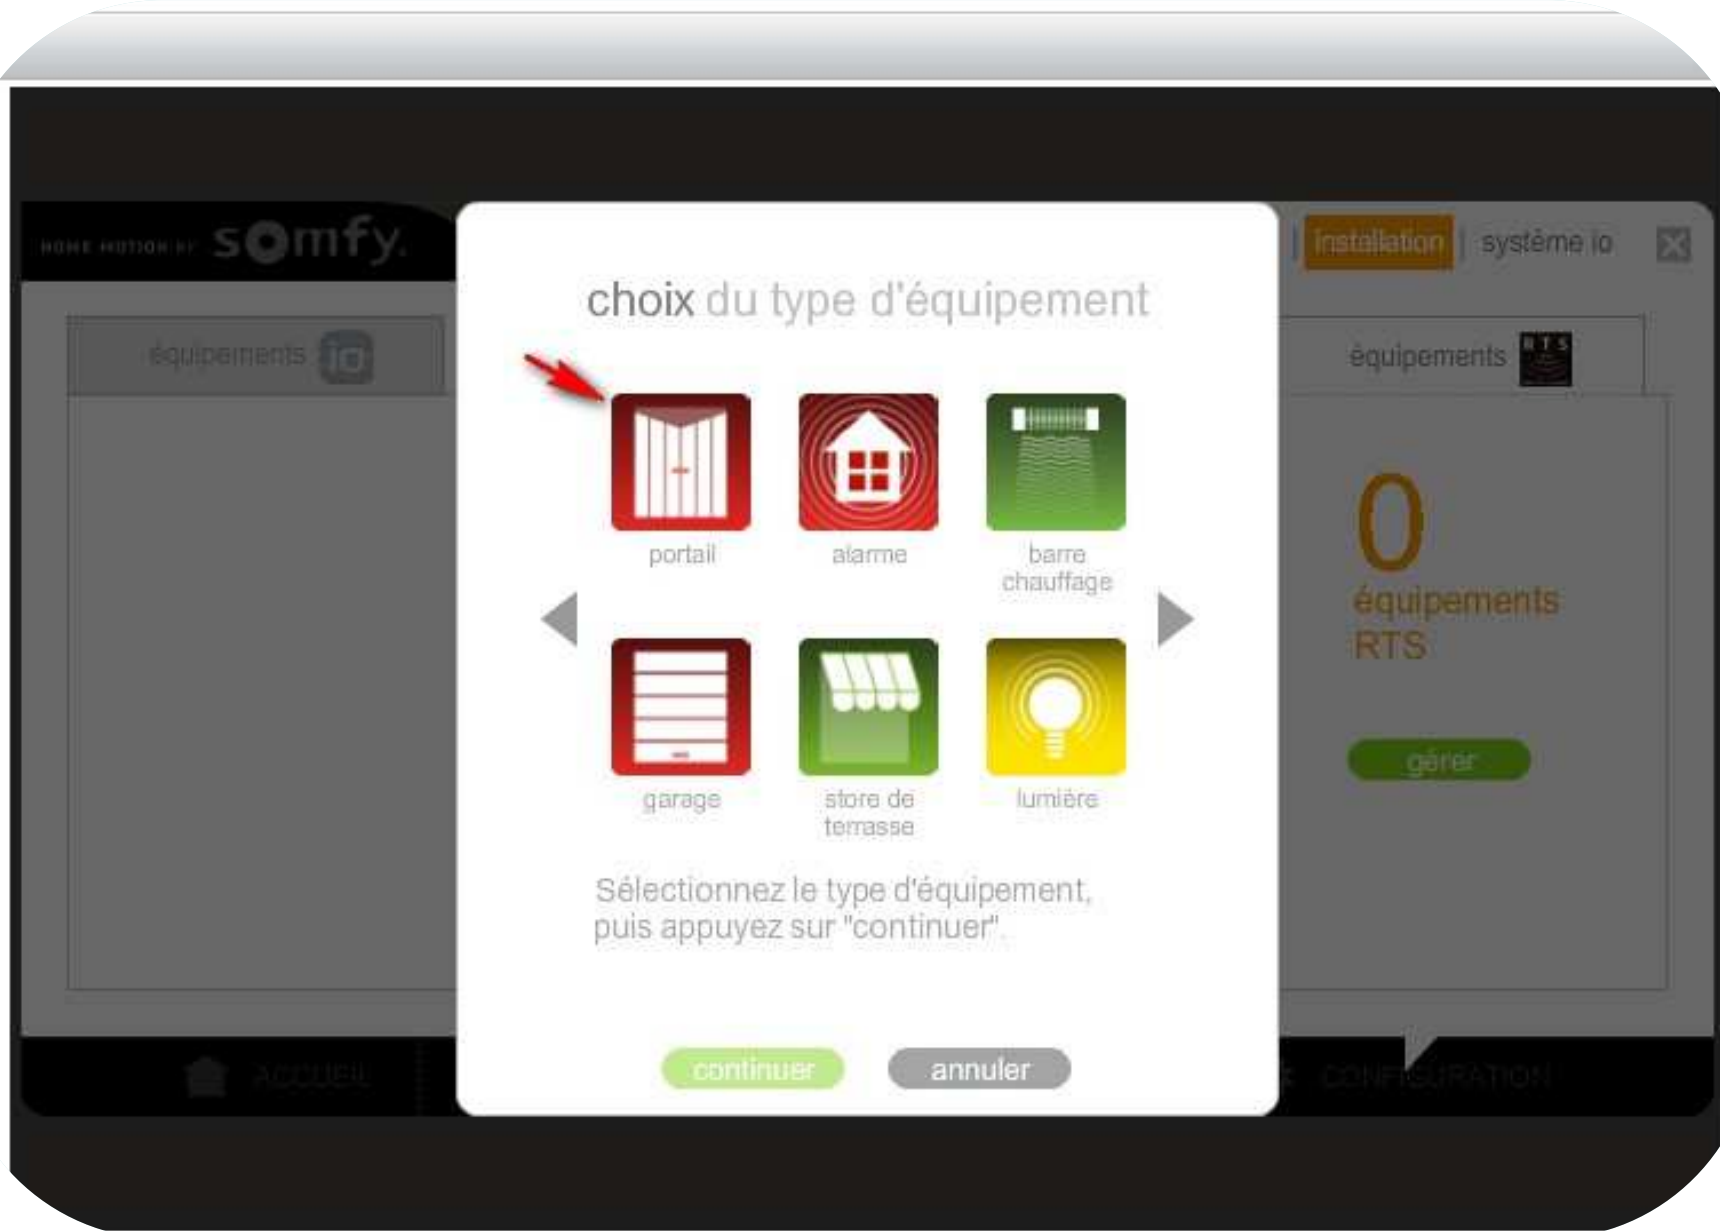 HOME MOTION BY somfy.
installation | système io
équipements io
équipements RTS
choix du type d'équipement
portail
alarme
barre
chauffage
garage
store de
terrasse
lumière
Sélectionnez le type d'équipement,
puis appuyez sur "continuer".
continuer
annuler
0
équipements
RTS
gérer
ACCUEIL
CONFIGURATION